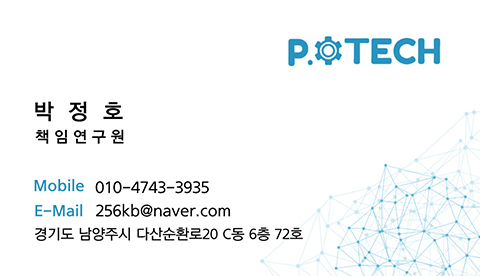 P.OTECH
박 정 호
책임연구원
Mobile 010-4743-3935
E-Mail 256kb@naver.com
경기도 남양주시 다산순환로20 C동 6층 72호